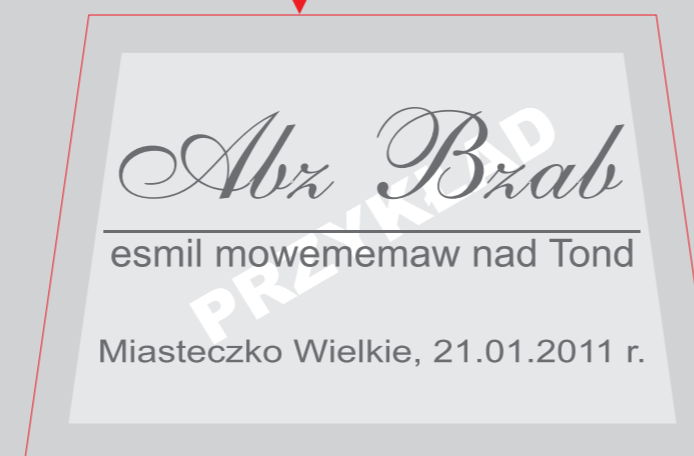 Abz Bzab
esmil mowememaw nad Tond
Miasteczko Wielkie, 21.01.2011 r.
PRZYKŁAD